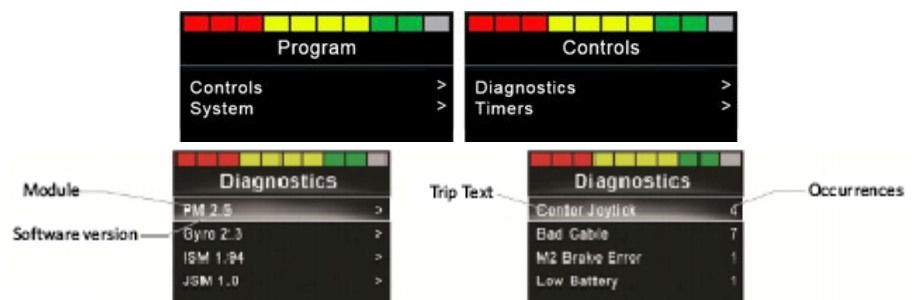 Program
Controls >
System >
Controls
Diagnostics >
Timers >
Module
Software version
Diagnostics
PM 2.5 >
Gyro 2.3 >
ISM 1.94 >
JSM 1.0 >
Trip Text
Occurrences
Diagnostics
Center Joytick 4
Bad Cable 7
M2 Brake Error 1
Low Battery 1